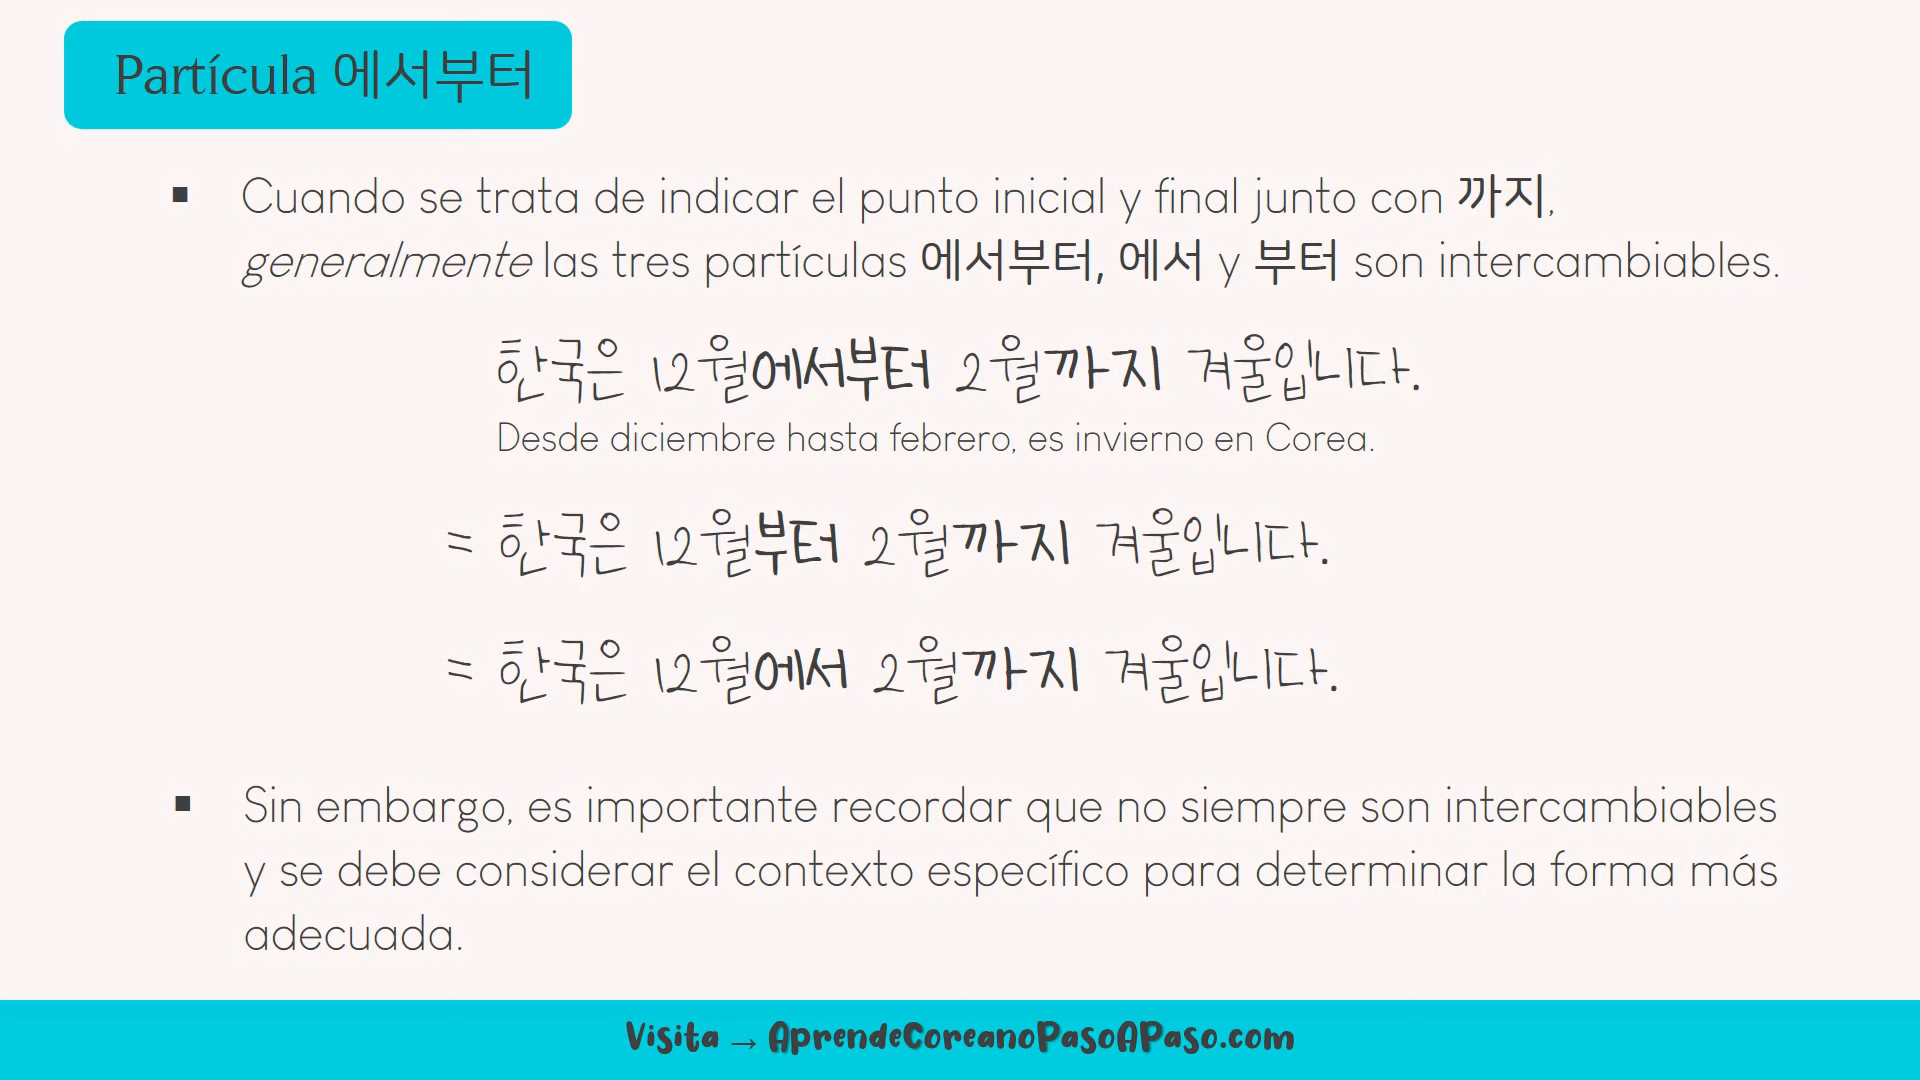 Partícula 에서부터
▪ Cuando se trata de indicar el punto inicial y final junto con 까지,
generalmente las tres partículas 에서부터, 에서 y 부터 son intercambiables.
한국은 12월에서부터 2월까지 겨울입니다.
Desde diciembre hasta febrero, es invierno en Corea.
= 한국은 12월부터 2월까지 겨울입니다.
= 한국은 12월에서 2월까지 겨울입니다.
▪ Sin embargo, es importante recordar que no siempre son intercambiables
y se debe considerar el contexto específico para determinar la forma más
adecuada.
Visita → AprendeCoreanoPasoAPaso.com